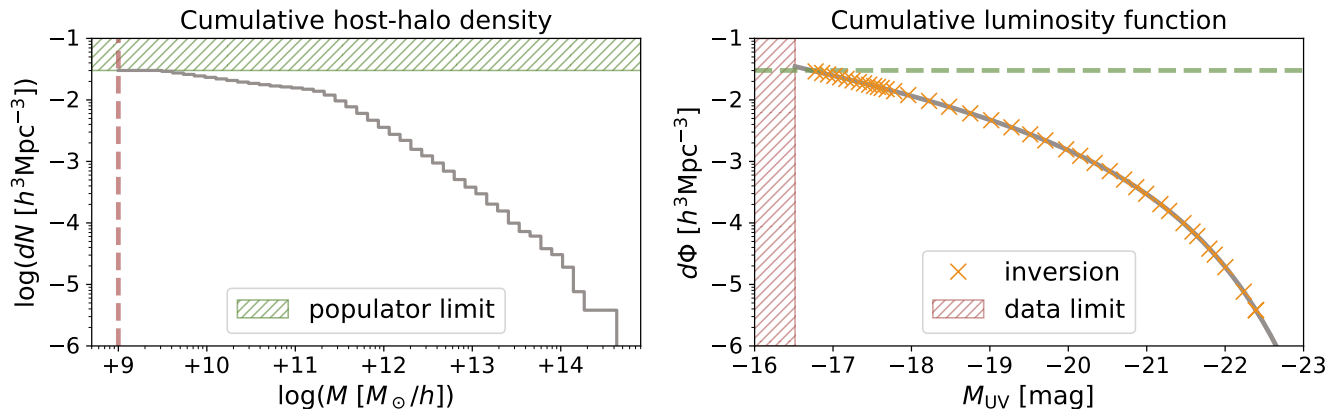 Cumulative host-halo density
log(dN [h³Mpc⁻³])
−1
−2
−3
−4
−5
−6
+9 +10 +11 +12 +13 +14
log(M [M⊙/h])
populator limit
Cumulative luminosity function
dΦ [h³Mpc⁻³]
−1
−2
−3
−4
−5
−6
−16 −17 −18 −19 −20 −21 −22 −23
M_UV [mag]
inversion
data limit